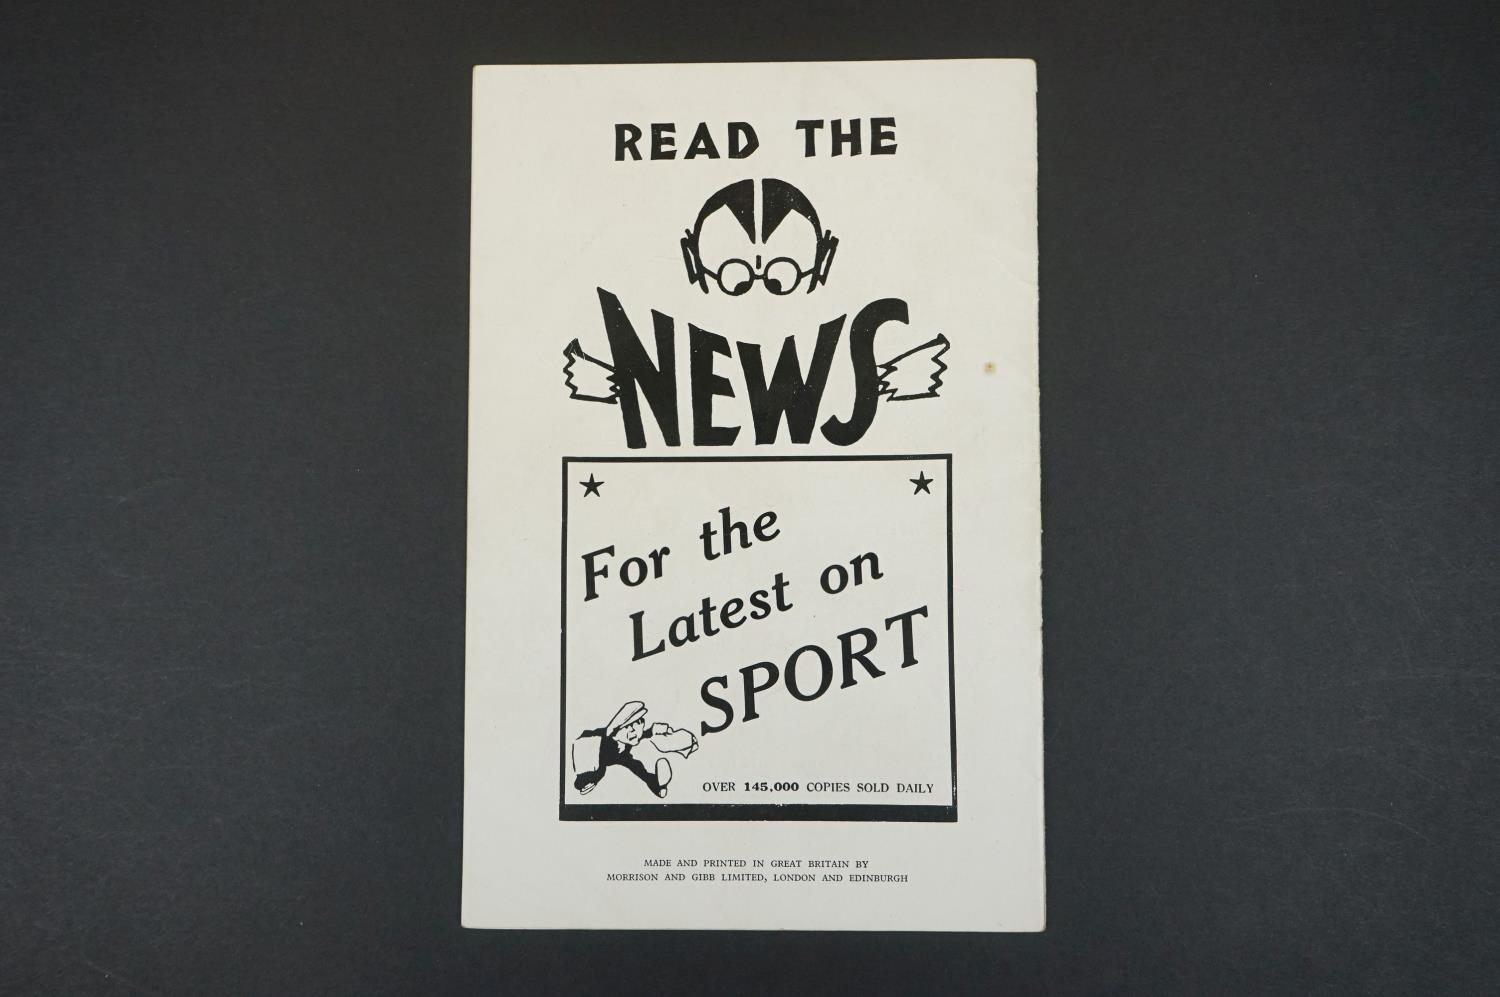 READ THE
NEWS
For the
Latest on
SPORT
OVER 145,000 COPIES SOLD DAILY
MADE AND PRINTED IN GREAT BRITAIN BY
MORRISON AND GIBB LIMITED, LONDON AND EDINBURGH